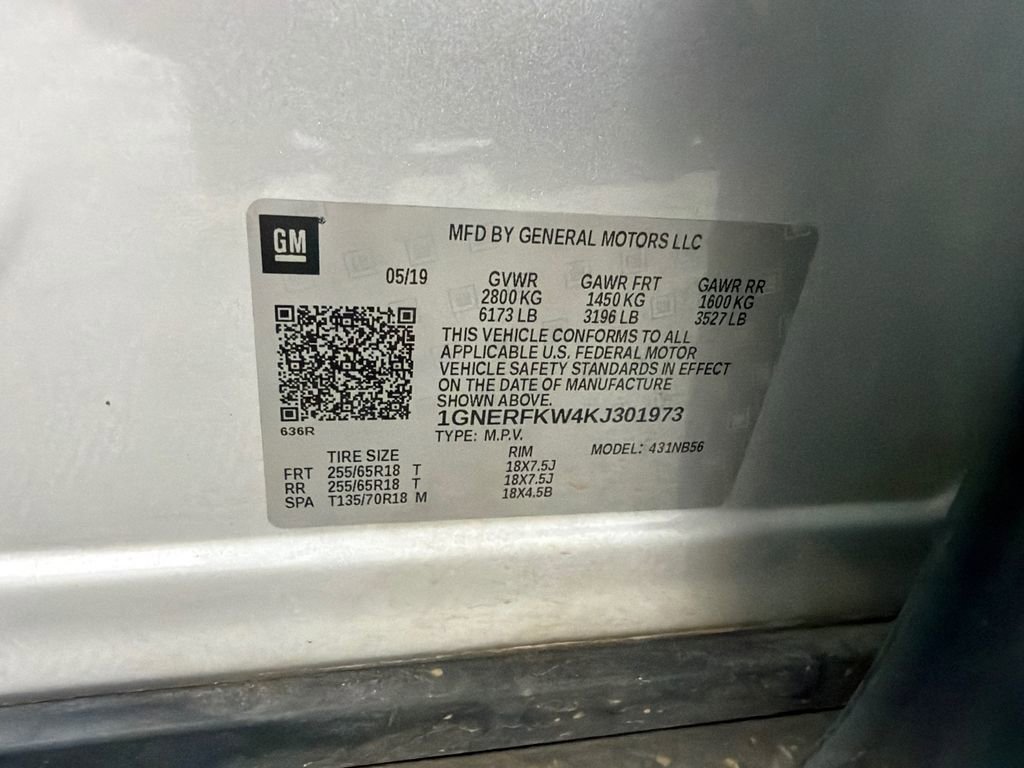 GM
MFD BY GENERAL MOTORS LLC
05/19 GVWR GAWR FRT GAWR RR
2800 KG 1450 KG 1600 KG
6173 LB 3196 LB 3527 LB
THIS VEHICLE CONFORMS TO ALL
APPLICABLE U.S. FEDERAL MOTOR
VEHICLE SAFETY STANDARDS IN EFFECT
ON THE DATE OF MANUFACTURE
SHOWN ABOVE.
1GNERFKW4KJ301973
636R
TYPE: M.P.V. MODEL: 431NB56
TIRE SIZE RIM
FRT 255/65R18 T 18X7.5J
RR 255/65R18 T 18X7.5J
SPA T135/70R18 M 18X4.5B